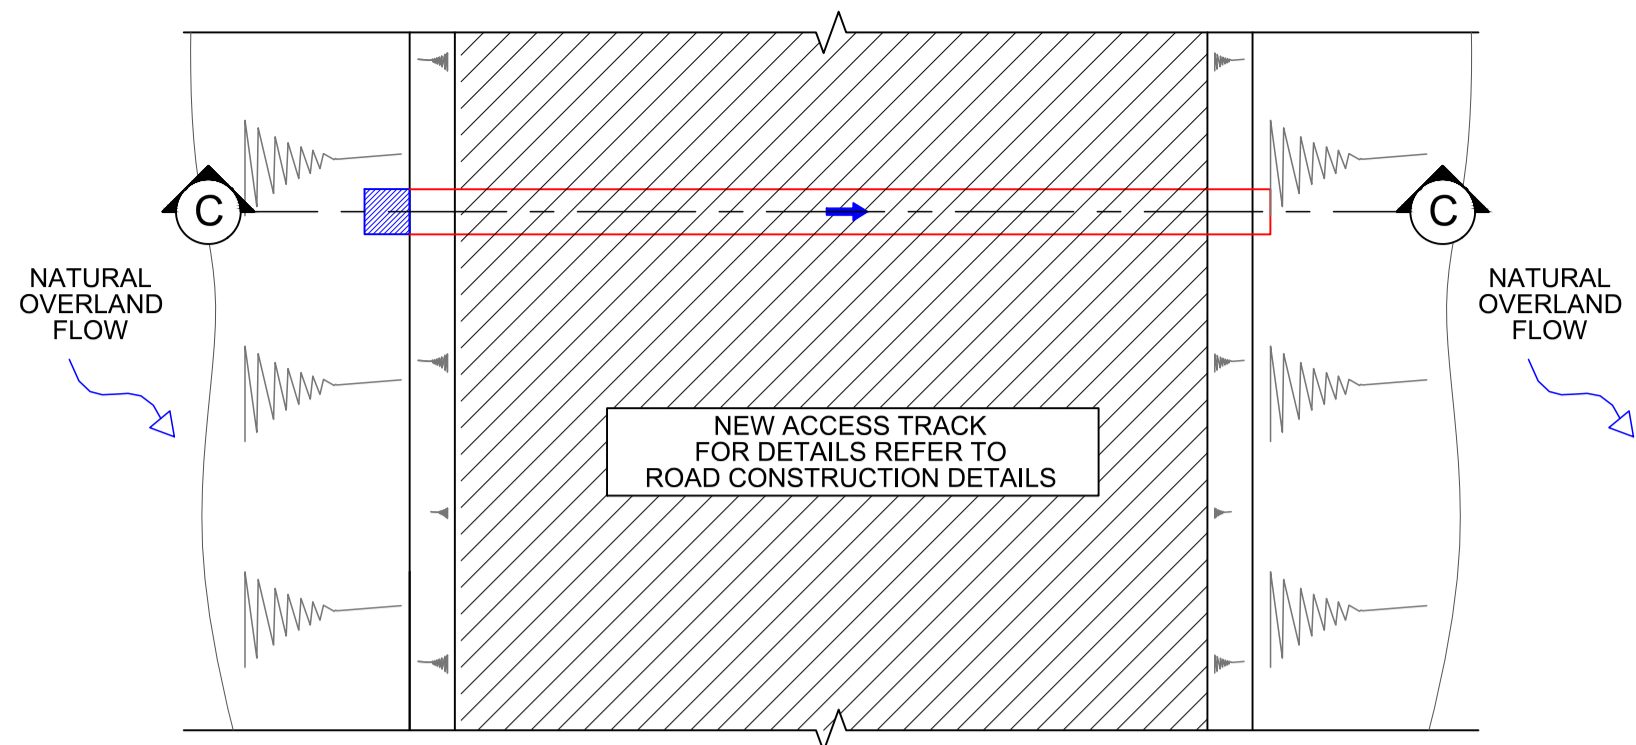 C
C
NATURAL
OVERLAND
FLOW
NATURAL
OVERLAND
FLOW
NEW ACCESS TRACK
FOR DETAILS REFER TO
ROAD CONSTRUCTION DETAILS